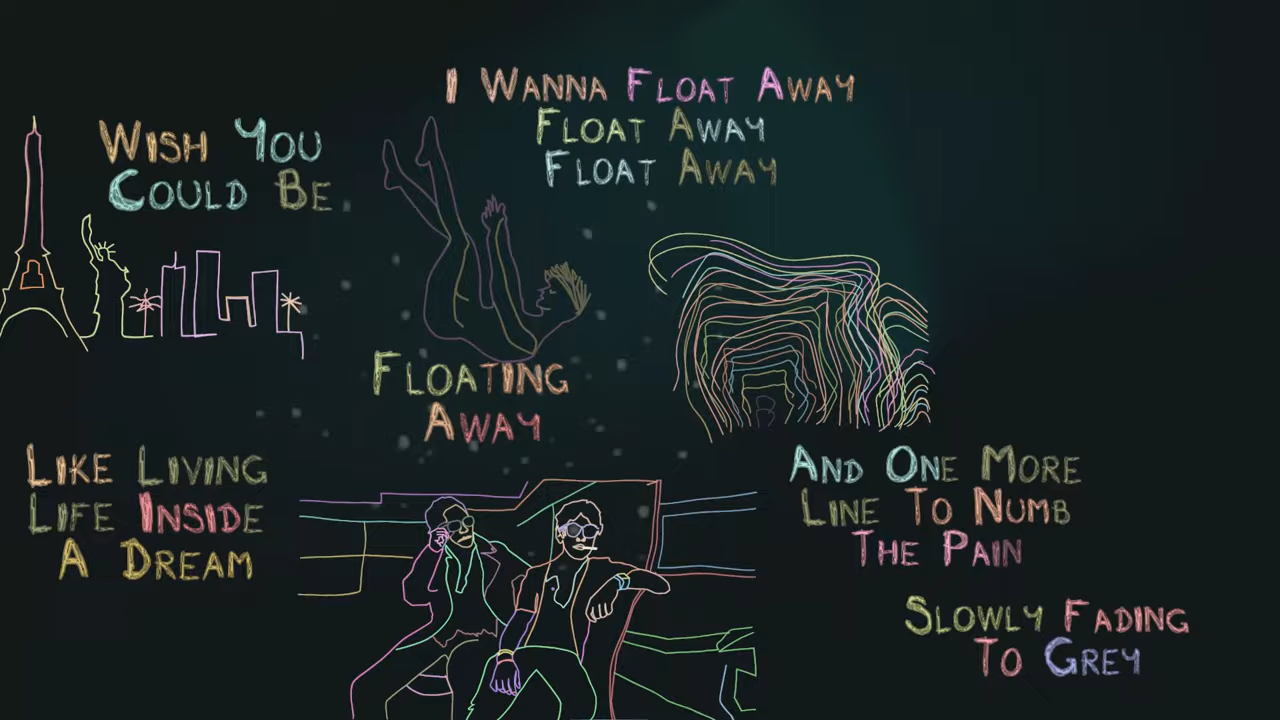 I Wanna Float Away
Float Away
Float Away
Wish You
Could Be
Floating
Away
Like Living
Life Inside
A Dream
And One More
Line To Numb
The Pain
Slowly Fading
To Grey